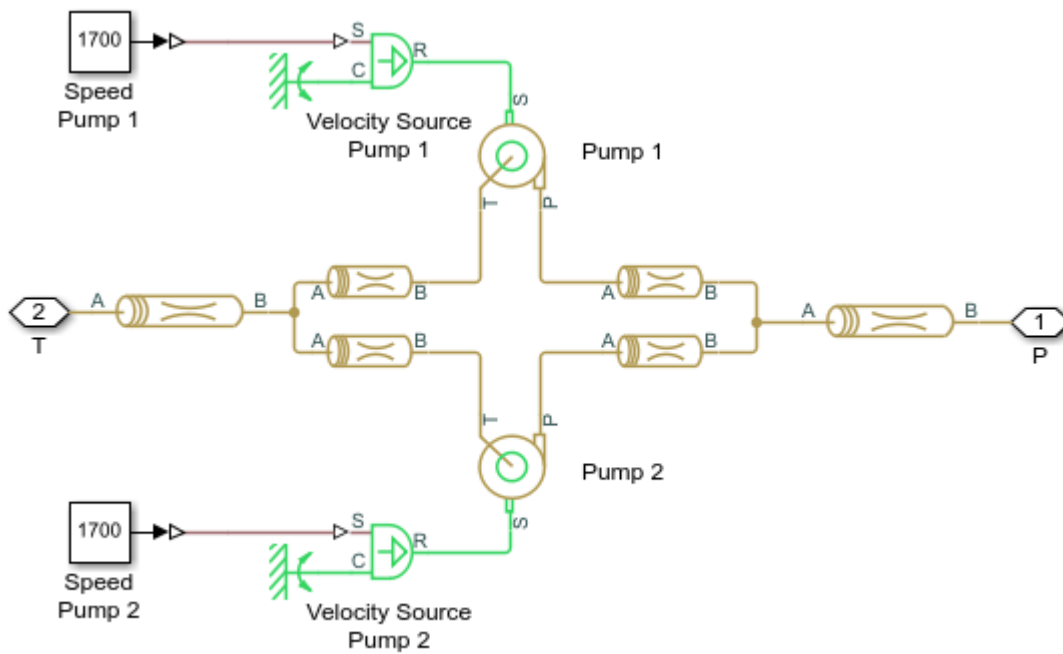 1700
Speed
Pump 1
S
C
R
Velocity Source
Pump 1
S
Pump 1
T
P
A
B
A
B
2
T
A
B
A
B
1
P
A
B
A
B
T
P
Pump 2
S
1700
Speed
Pump 2
S
C
R
Velocity Source
Pump 2